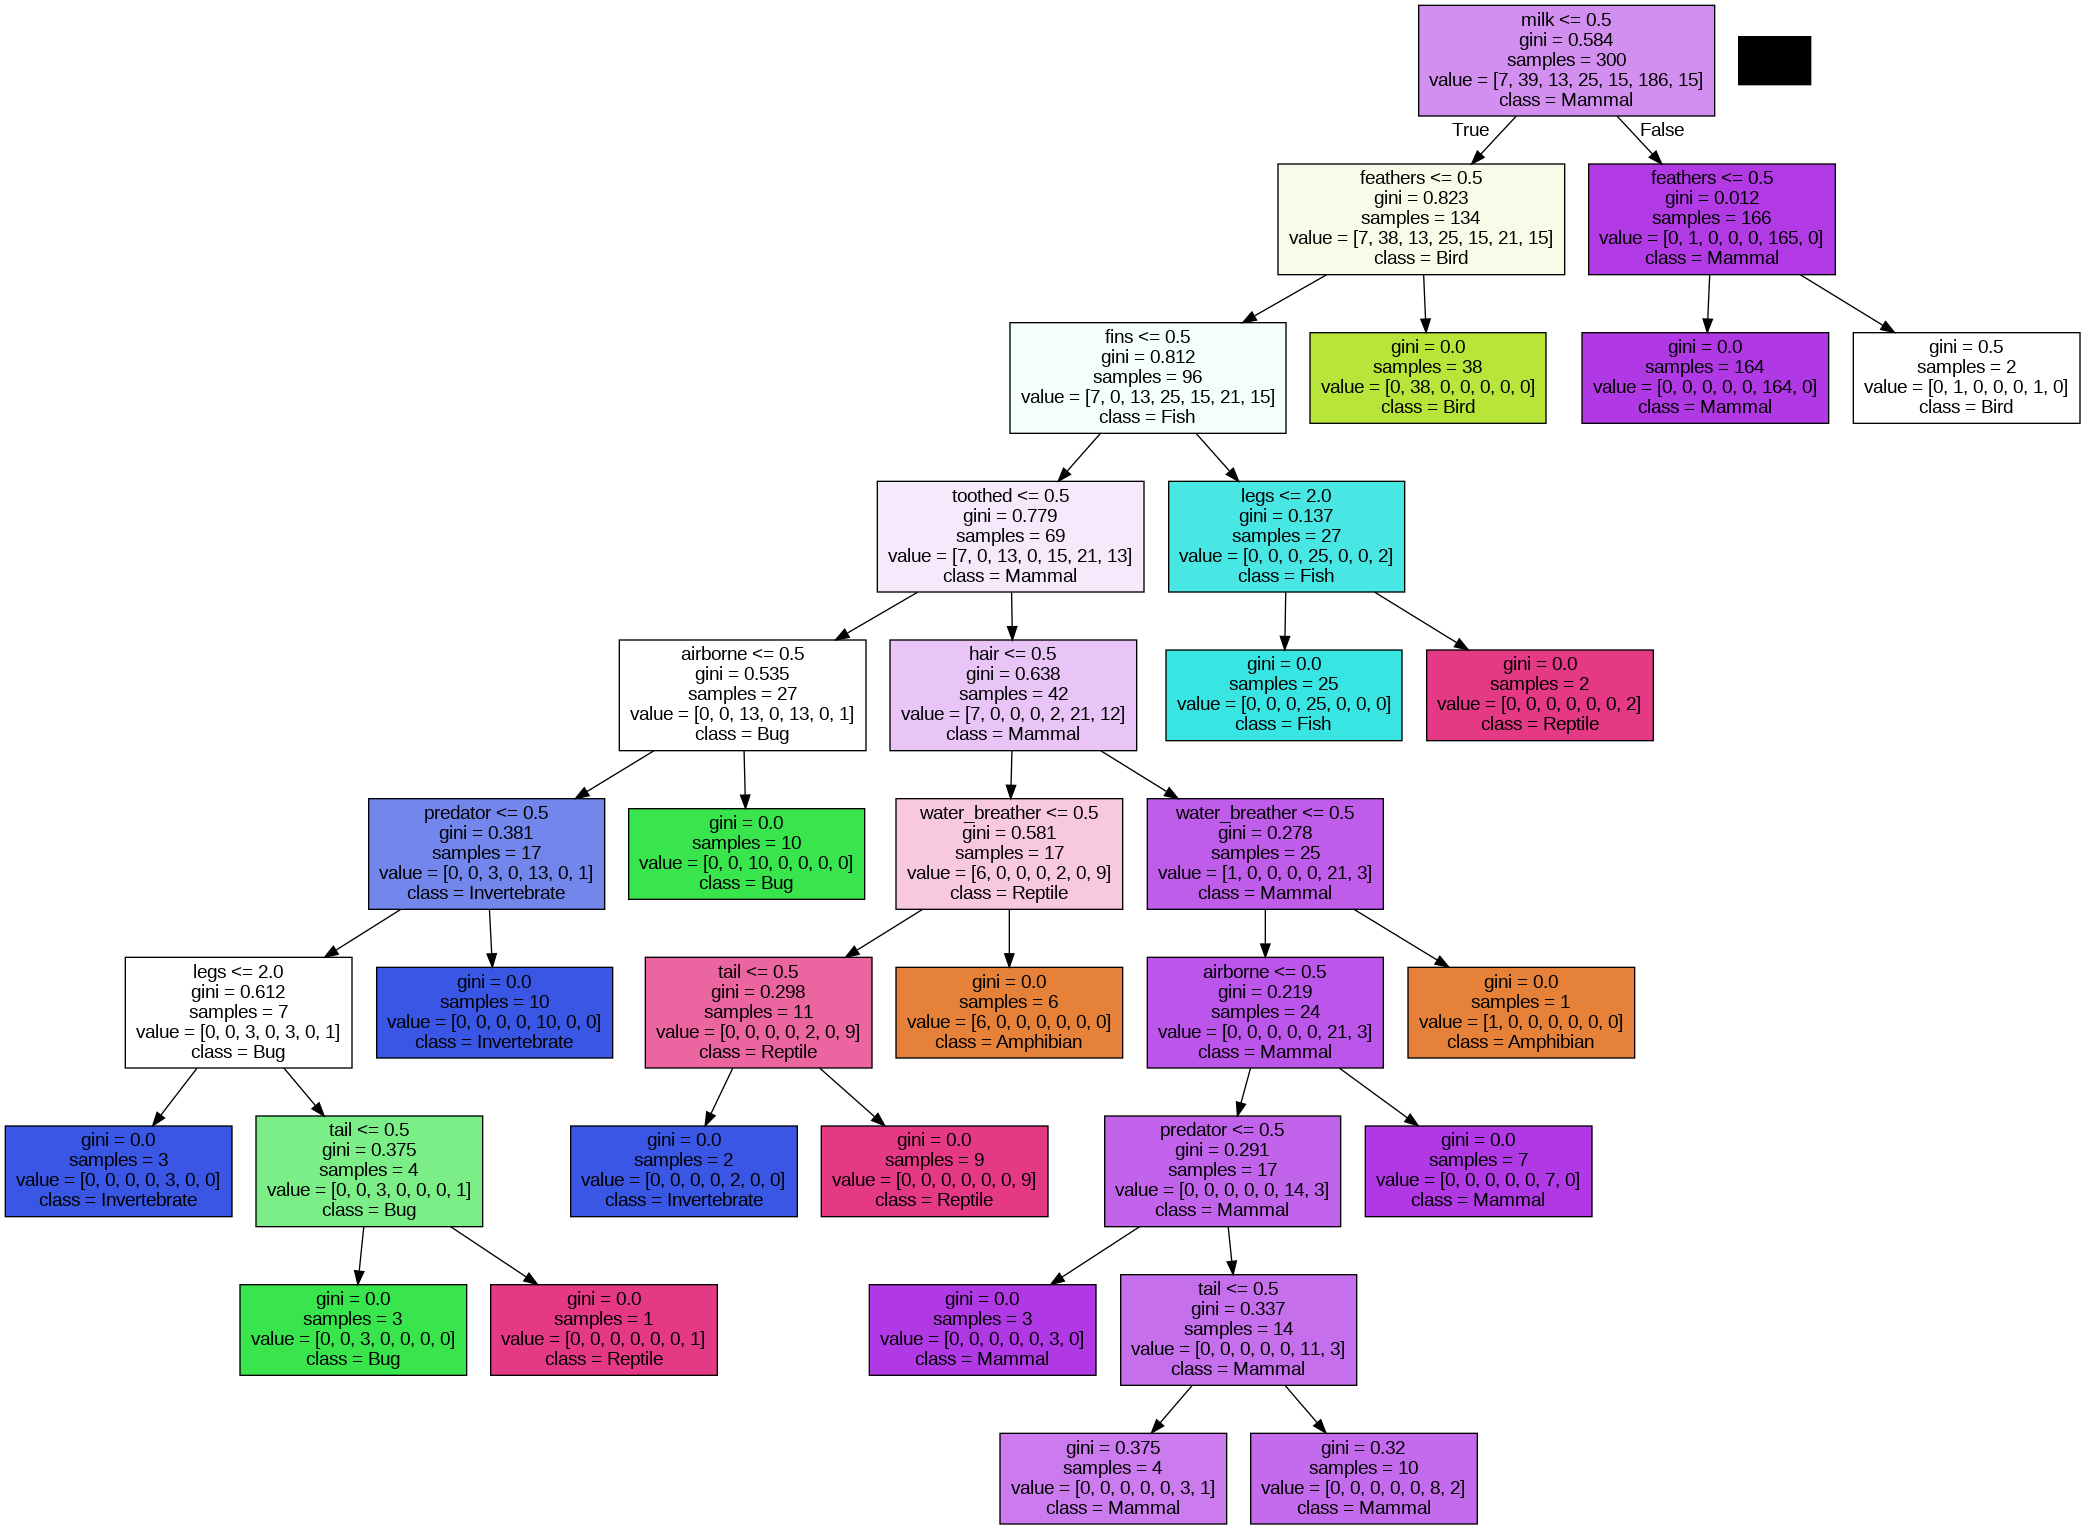 milk <= 0.5
gini = 0.584
samples = 300
value = [7, 39, 13, 25, 15, 186, 15]
class = Mammal
True
False
feathers <= 0.5
gini = 0.823
samples = 134
value = [7, 38, 13, 25, 15, 21, 15]
class = Bird
feathers <= 0.5
gini = 0.012
samples = 166
value = [0, 1, 0, 0, 0, 165, 0]
class = Mammal
fins <= 0.5
gini = 0.812
samples = 96
value = [7, 0, 13, 25, 15, 21, 15]
class = Fish
gini = 0.0
samples = 38
value = [0, 38, 0, 0, 0, 0, 0]
class = Bird
gini = 0.0
samples = 164
value = [0, 0, 0, 0, 0, 164, 0]
class = Mammal
gini = 0.5
samples = 2
value = [0, 1, 0, 0, 0, 1, 0]
class = Bird
toothed <= 0.5
gini = 0.779
samples = 69
value = [7, 0, 13, 0, 15, 21, 13]
class = Mammal
legs <= 2.0
gini = 0.137
samples = 27
value = [0, 0, 0, 25, 0, 0, 2]
class = Fish
airborne <= 0.5
gini = 0.535
samples = 27
value = [0, 0, 13, 0, 13, 0, 1]
class = Bug
hair <= 0.5
gini = 0.638
samples = 42
value = [7, 0, 0, 0, 2, 21, 12]
class = Mammal
gini = 0.0
samples = 25
value = [0, 0, 0, 25, 0, 0, 0]
class = Fish
gini = 0.0
samples = 2
value = [0, 0, 0, 0, 0, 0, 2]
class = Reptile
predator <= 0.5
gini = 0.381
samples = 17
value = [0, 0, 3, 0, 13, 0, 1]
class = Invertebrate
gini = 0.0
samples = 10
value = [0, 0, 10, 0, 0, 0, 0]
class = Bug
water_breather <= 0.5
gini = 0.581
samples = 17
value = [6, 0, 0, 0, 2, 0, 9]
class = Reptile
water_breather <= 0.5
gini = 0.278
samples = 25
value = [1, 0, 0, 0, 0, 21, 3]
class = Mammal
legs <= 2.0
gini = 0.612
samples = 7
value = [0, 0, 3, 0, 3, 0, 1]
class = Bug
gini = 0.0
samples = 10
value = [0, 0, 0, 0, 10, 0, 0]
class = Invertebrate
tail <= 0.5
gini = 0.298
samples = 11
value = [0, 0, 0, 0, 2, 0, 9]
class = Reptile
gini = 0.0
samples = 6
value = [6, 0, 0, 0, 0, 0, 0]
class = Amphibian
airborne <= 0.5
gini = 0.219
samples = 24
value = [0, 0, 0, 0, 0, 21, 3]
class = Mammal
gini = 0.0
samples = 1
value = [1, 0, 0, 0, 0, 0, 0]
class = Amphibian
gini = 0.0
samples = 3
value = [0, 0, 0, 0, 3, 0, 0]
class = Invertebrate
tail <= 0.5
gini = 0.375
samples = 4
value = [0, 0, 3, 0, 0, 0, 1]
class = Bug
gini = 0.0
samples = 2
value = [0, 0, 0, 0, 2, 0, 0]
class = Invertebrate
gini = 0.0
samples = 9
value = [0, 0, 0, 0, 0, 0, 9]
class = Reptile
predator <= 0.5
gini = 0.291
samples = 17
value = [0, 0, 0, 0, 0, 14, 3]
class = Mammal
gini = 0.0
samples = 7
value = [0, 0, 0, 0, 0, 7, 0]
class = Mammal
gini = 0.0
samples = 3
value = [0, 0, 3, 0, 0, 0, 0]
class = Bug
gini = 0.0
samples = 1
value = [0, 0, 0, 0, 0, 0, 1]
class = Reptile
gini = 0.0
samples = 3
value = [0, 0, 0, 0, 0, 3, 0]
class = Mammal
tail <= 0.5
gini = 0.337
samples = 14
value = [0, 0, 0, 0, 0, 11, 3]
class = Mammal
gini = 0.375
samples = 4
value = [0, 0, 0, 0, 0, 3, 1]
class = Mammal
gini = 0.32
samples = 10
value = [0, 0, 0, 0, 0, 8, 2]
class = Mammal